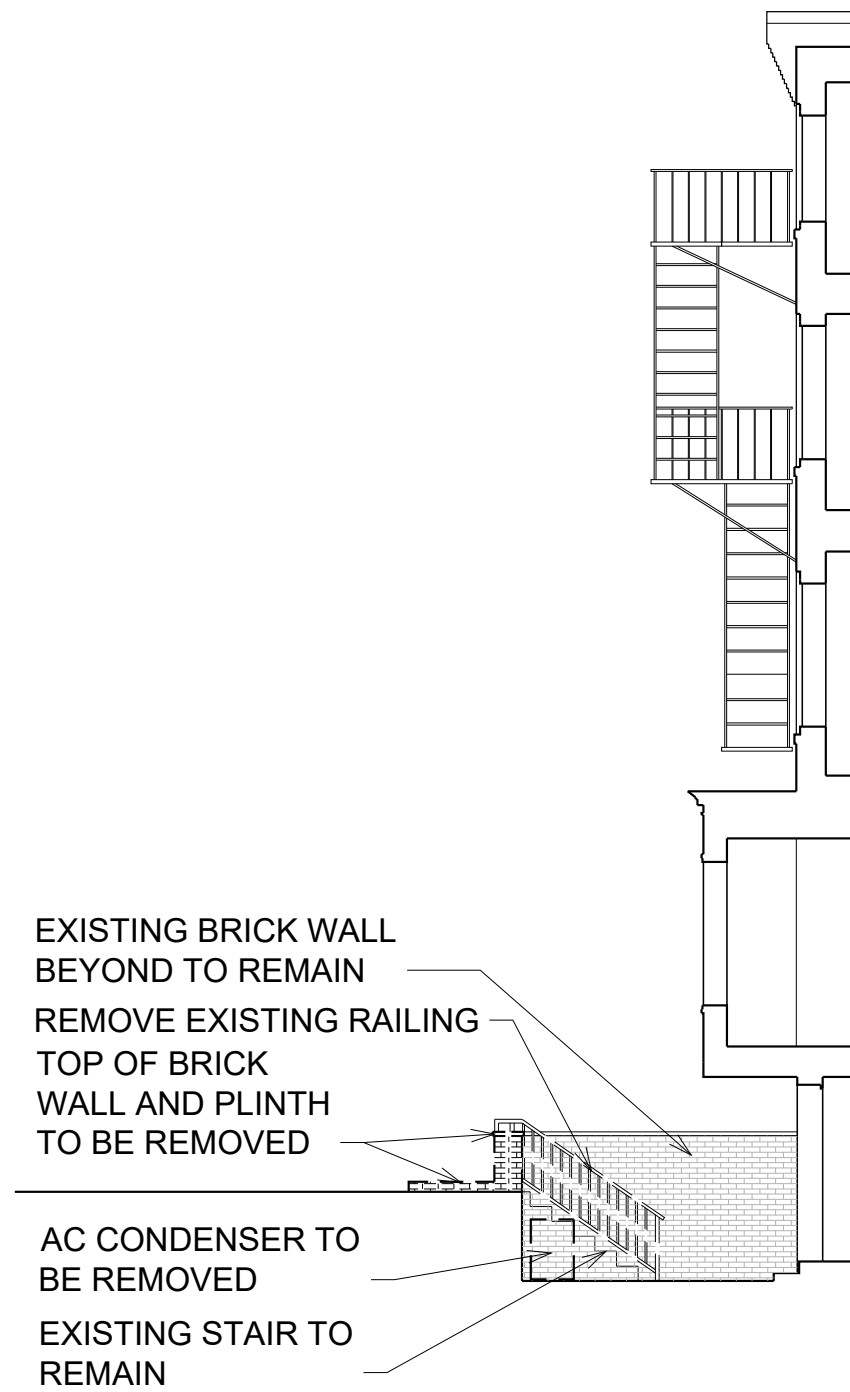 EXISTING BRICK WALL
BEYOND TO REMAIN
REMOVE EXISTING RAILING
TOP OF BRICK
WALL AND PLINTH
TO BE REMOVED
AC CONDENSER TO
BE REMOVED
EXISTING STAIR TO
REMAIN